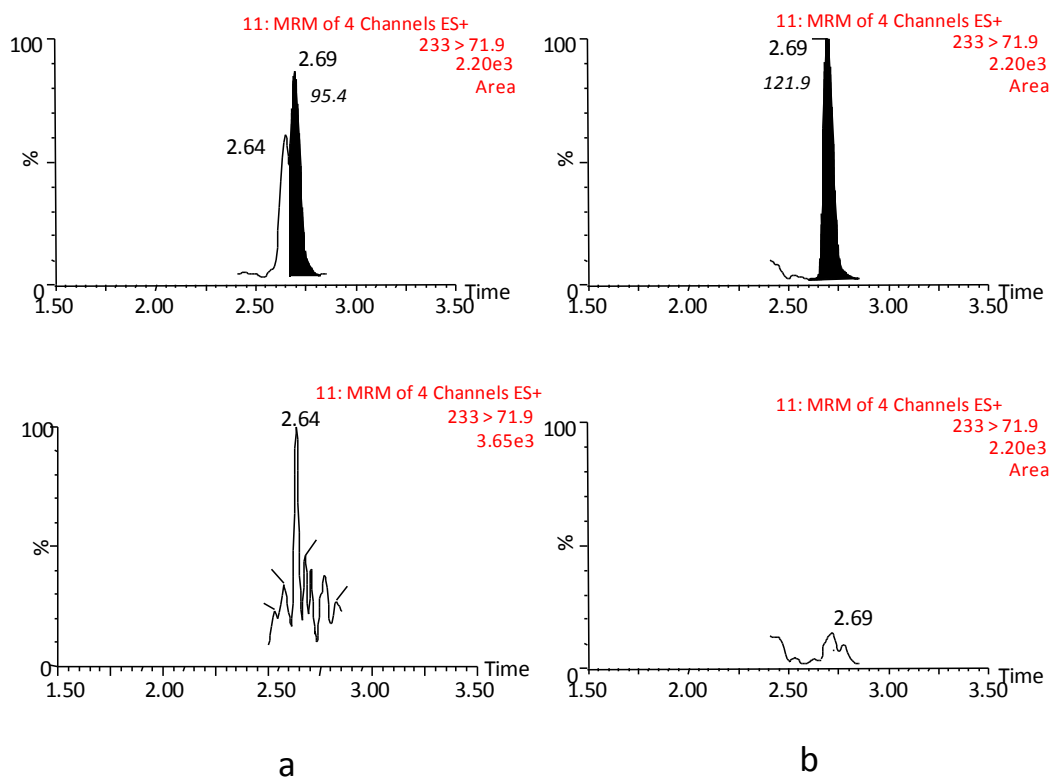 11: MRM of 4 Channels ES+
233 > 71.9
2.20e3
Area
100
2.69
95.4
2.64
%
0
Time
1.50 2.00 2.50 3.00 3.50
11: MRM of 4 Channels ES+
233 > 71.9
2.20e3
Area
100
2.69
121.9
%
0
Time
1.50 2.00 2.50 3.00 3.50
11: MRM of 4 Channels ES+
233 > 71.9
3.65e3
100
2.64
%
0
Time
1.50 2.00 2.50 3.00 3.50
11: MRM of 4 Channels ES+
233 > 71.9
2.20e3
Area
100
%
2.69
0
Time
1.50 2.00 2.50 3.00 3.50
a
b